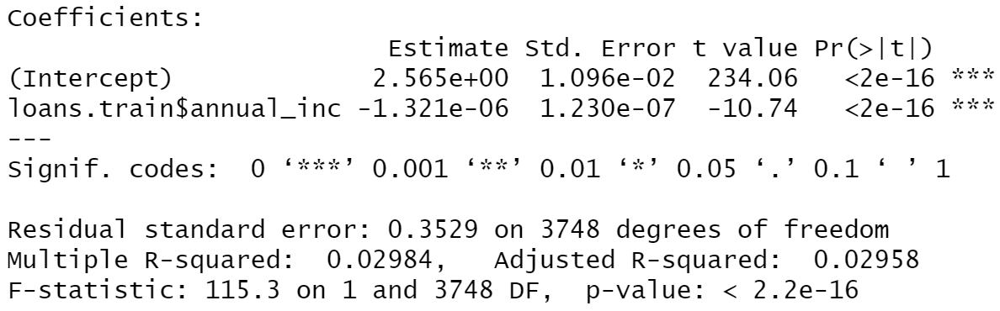 Coefficients:
Estimate Std. Error t value Pr(>|t|)
(Intercept) 2.565e+00 1.096e-02 234.06 <2e-16 ***
loans.train$annual_inc -1.321e-06 1.230e-07 -10.74 <2e-16 ***
---
Signif. codes: 0 ‘***’ 0.001 ‘**’ 0.01 ‘*’ 0.05 ‘.’ 0.1 ‘ ’ 1
Residual standard error: 0.3529 on 3748 degrees of freedom
Multiple R-squared: 0.02984, Adjusted R-squared: 0.02958
F-statistic: 115.3 on 1 and 3748 DF, p-value: < 2.2e-16